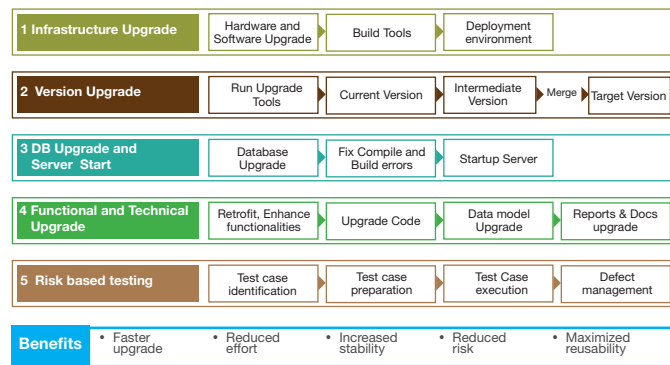 1 Infrastructure Upgrade
Hardware and
Software Upgrade
Build Tools
Deployment
environment
2 Version Upgrade
Run Upgrade
Tools
Current Version
Intermediate
Version
Merge
Target Version
3 DB Upgrade and
Server Start
Database
Upgrade
Fix Compile and
Build errors
Startup Server
4 Functional and Technical
Upgrade
Retrofit, Enhance
functionalities
Upgrade Code
Data model
Upgrade
Reports & Docs
upgrade
5 Risk based testing
Test case
identification
Test case
preparation
Test Case
execution
Defect
management
Benefits
• Faster
upgrade
• Reduced
effort
• Increased
stability
• Reduced
risk
• Maximized
reusability